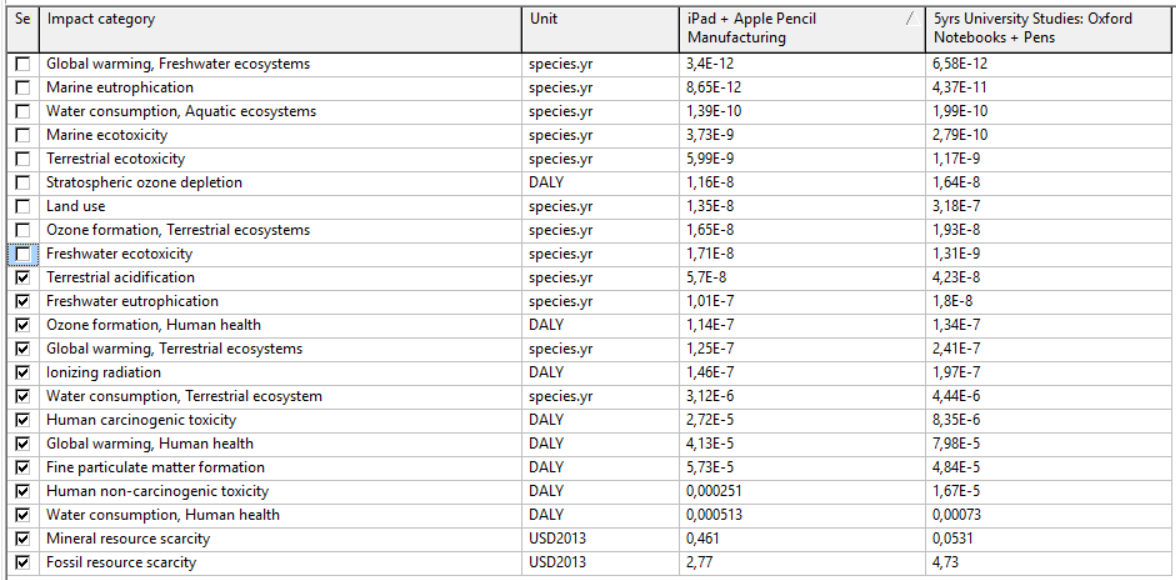 Se Impact category Unit iPad + Apple Pencil Manufacturing 5yrs University Studies: Oxford Notebooks + Pens
Global warming, Freshwater ecosystems species.yr 3,4E-12 6,58E-12
Marine eutrophication species.yr 8,65E-12 4,37E-11
Water consumption, Aquatic ecosystems species.yr 1,39E-10 1,99E-10
Marine ecotoxicity species.yr 3,73E-9 2,79E-10
Terrestrial ecotoxicity species.yr 5,99E-9 1,17E-9
Stratospheric ozone depletion DALY 1,16E-8 1,64E-8
Land use species.yr 1,35E-8 3,18E-7
Ozone formation, Terrestrial ecosystems species.yr 1,65E-8 1,93E-8
Freshwater ecotoxicity species.yr 1,71E-8 1,31E-9
Terrestrial acidification species.yr 5,7E-8 4,23E-8
Freshwater eutrophication species.yr 1,01E-7 1,8E-8
Ozone formation, Human health DALY 1,14E-7 1,34E-7
Global warming, Terrestrial ecosystems species.yr 1,25E-7 2,41E-7
Ionizing radiation DALY 1,46E-7 1,97E-7
Water consumption, Terrestrial ecosystem species.yr 3,12E-6 4,44E-6
Human carcinogenic toxicity DALY 2,72E-5 8,35E-6
Global warming, Human health DALY 4,13E-5 7,98E-5
Fine particulate matter formation DALY 5,73E-5 4,84E-5
Human non-carcinogenic toxicity DALY 0,000251 1,67E-5
Water consumption, Human health DALY 0,000513 0,00073
Mineral resource scarcity USD2013 0,461 0,0531
Fossil resource scarcity USD2013 2,77 4,73